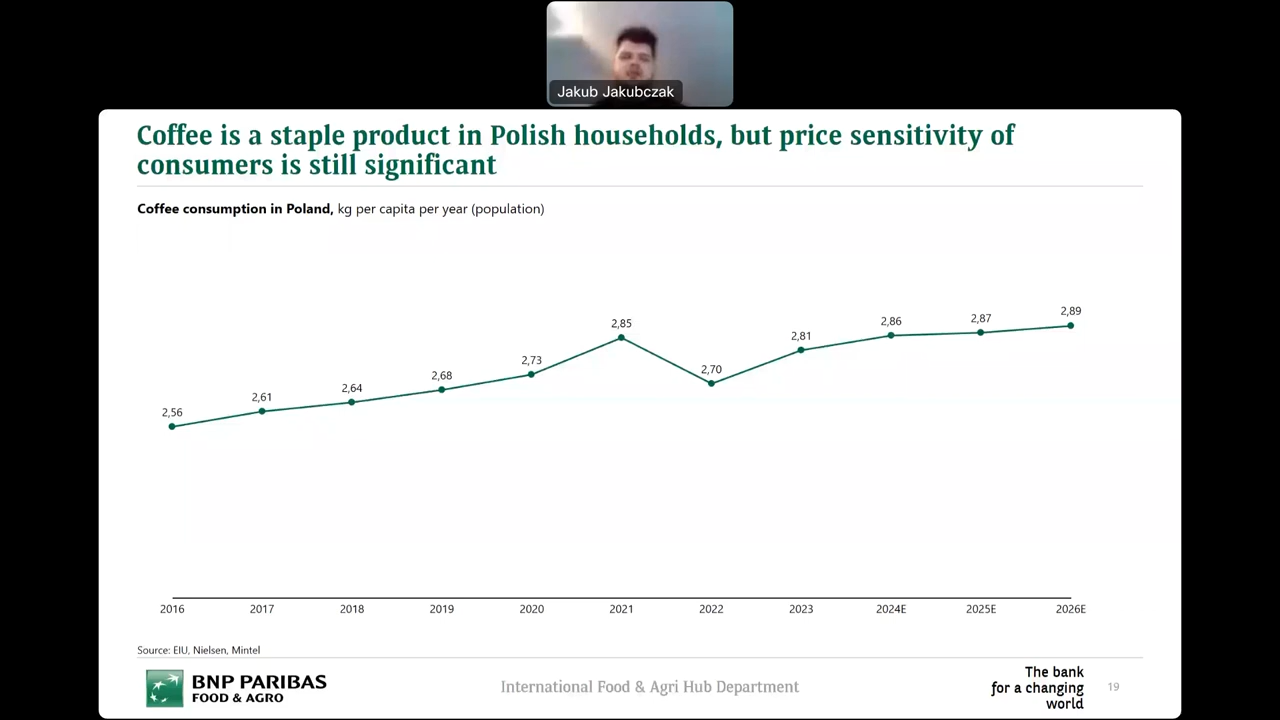 Jakub Jakubczak
Coffee is a staple product in Polish households, but price sensitivity of
consumers is still significant
Coffee consumption in Poland, kg per capita per year (population)
2,56
2,61
2,64
2,68
2,73
2,85
2,70
2,81
2,86
2,87
2,89
2016
2017
2018
2019
2020
2021
2022
2023
2024E
2025E
2026E
Source: EIU, Nielsen, Mintel
BNP PARIBAS
FOOD & AGRO
International Food & Agri Hub Department
The bank
for a changing
world
19